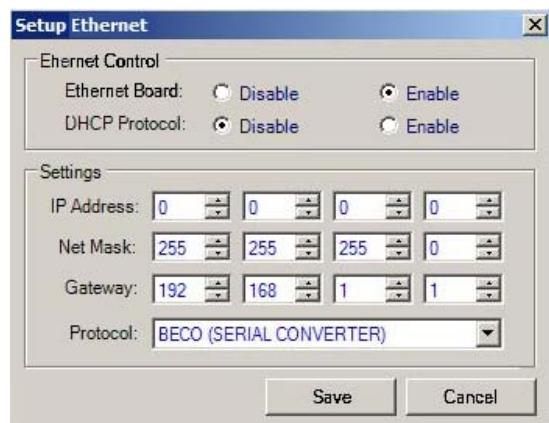 Setup Ethernet
Ehernet Control
Ethernet Board: Disable Enable
DHCP Protocol: Disable Enable
Settings
IP Address: 0 0 0 0
Net Mask: 255 255 255 0
Gateway: 192 168 1 1
Protocol: BECO (SERIAL CONVERTER)
Save Cancel